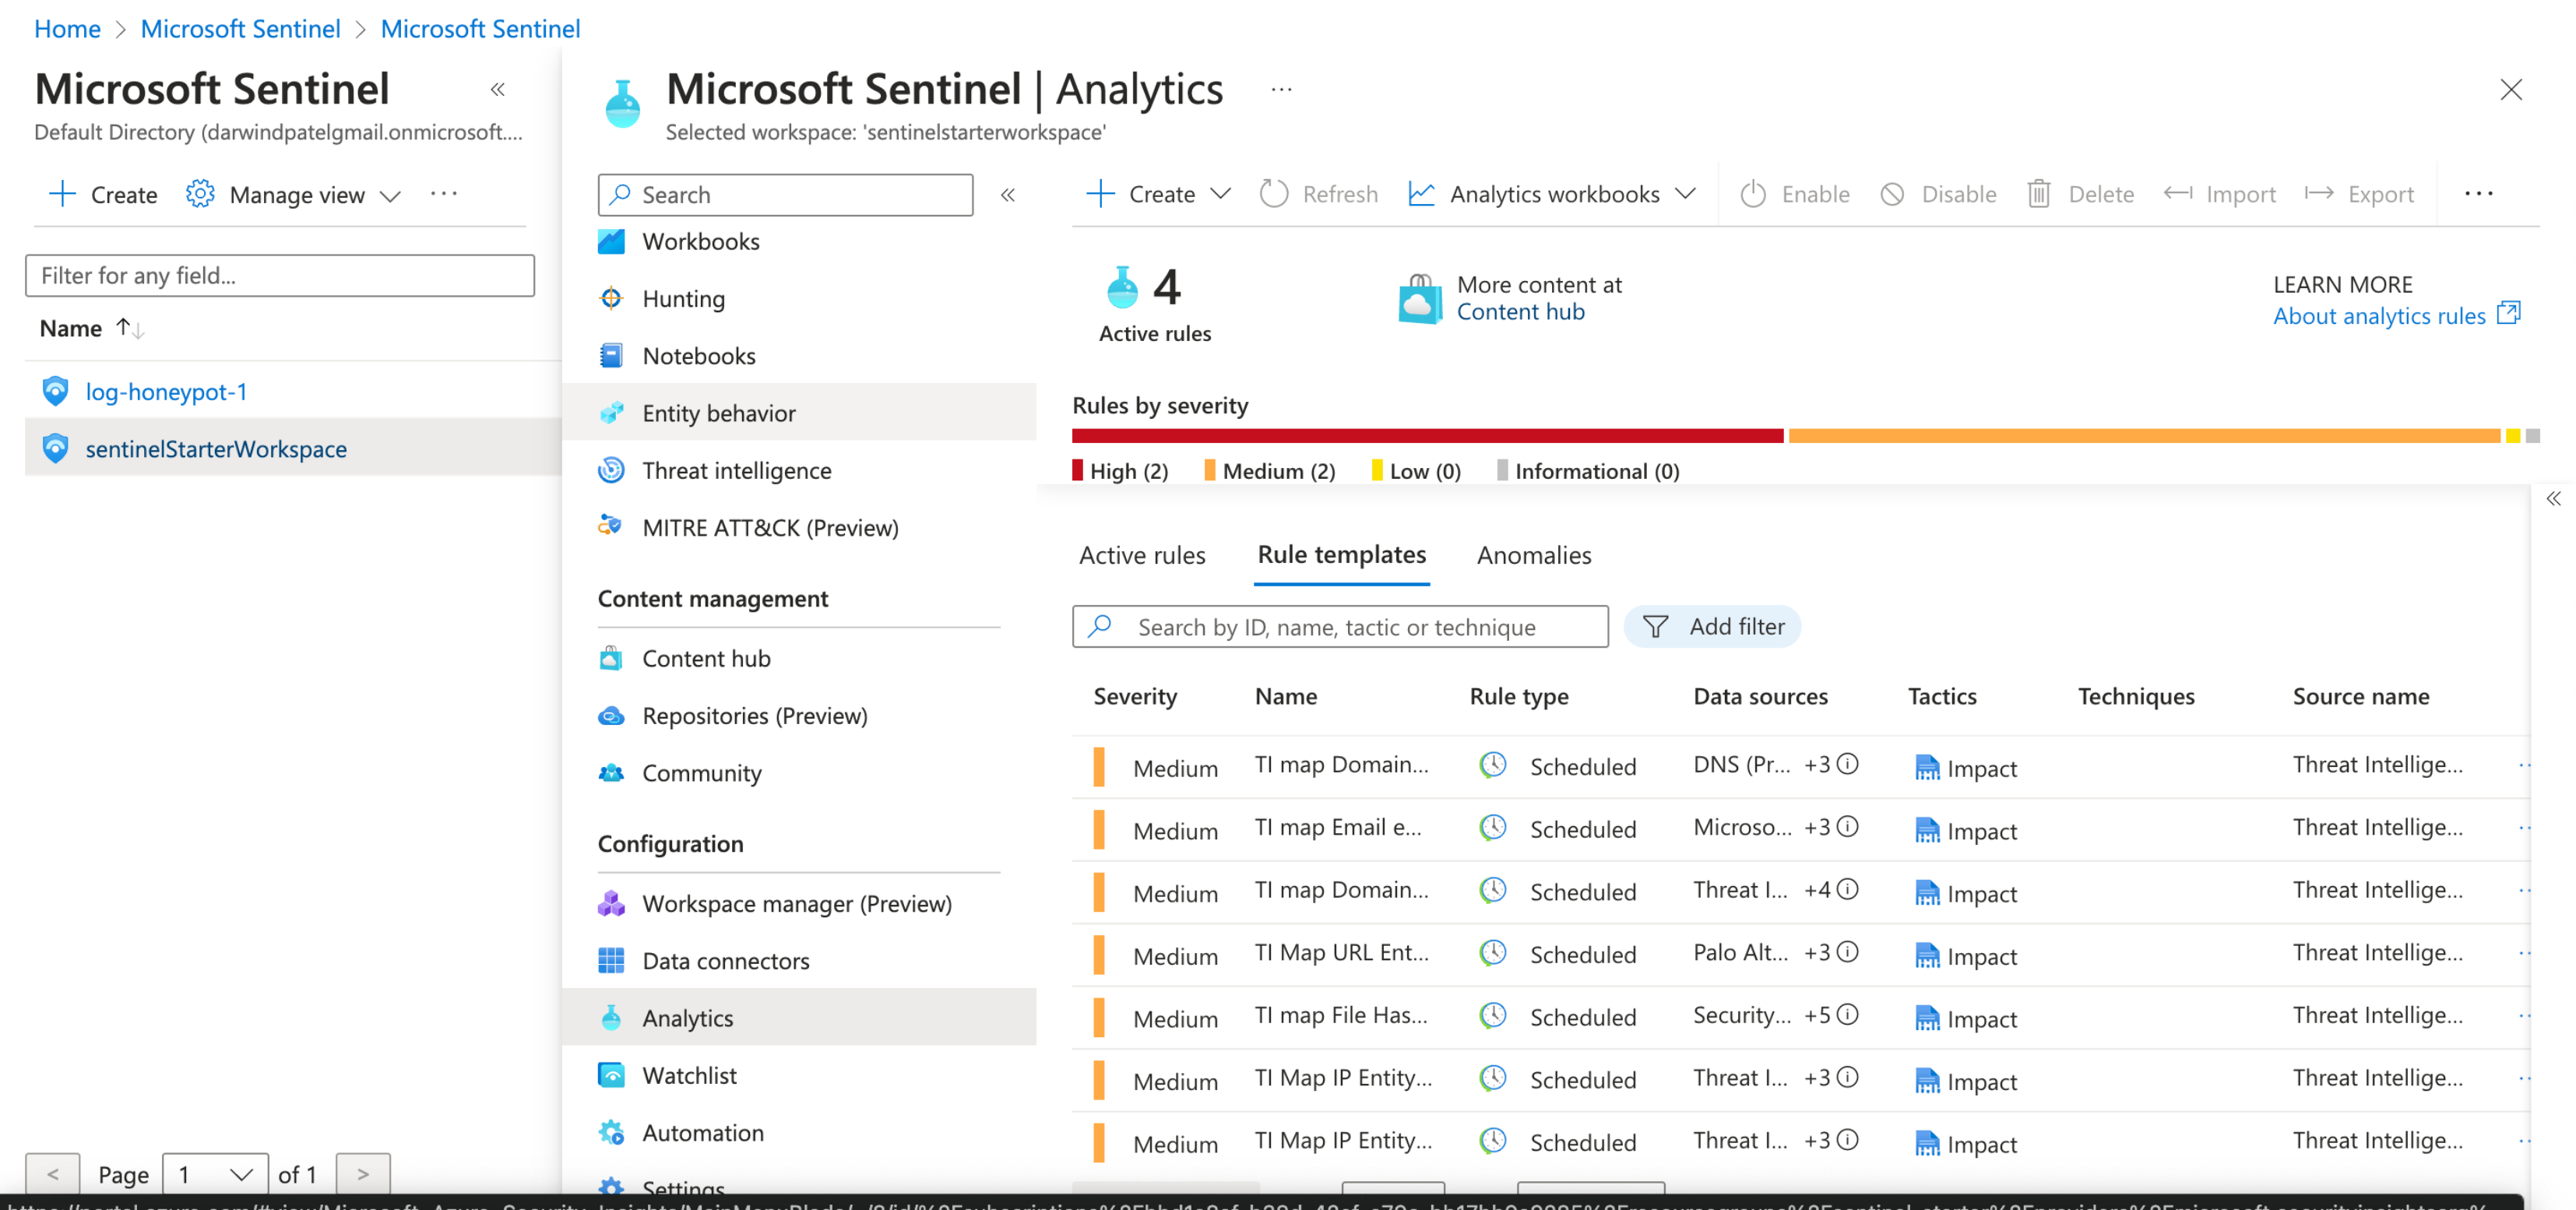 Home > Microsoft Sentinel > Microsoft Sentinel
Microsoft Sentinel «
Default Directory (darwindpatelgmail.onmicrosoft....
+ Create Manage view ...
Filter for any field...
Name ↑↓
log-honeypot-1
sentinelStarterWorkspace
< Page 1 of 1 >
Microsoft Sentinel | Analytics ...
Selected workspace: 'sentinelstarterworkspace'
Search «
Workbooks
Hunting
Notebooks
Entity behavior
Threat intelligence
MITRE ATT&CK (Preview)
Content management
Content hub
Repositories (Preview)
Community
Configuration
Workspace manager (Preview)
Data connectors
Analytics
Watchlist
Automation
Settings
+ Create Refresh Analytics workbooks Enable Disable Delete Import Export ...
4
Active rules
More content at
Content hub
LEARN MORE
About analytics rules
Rules by severity
High (2) Medium (2) Low (0) Informational (0)
Active rules Rule templates Anomalies
Search by ID, name, tactic or technique Add filter
Severity Name Rule type Data sources Tactics Techniques Source name
Medium TI map Domain... Scheduled DNS (Pr... +3 Impact Threat Intellige...
Medium TI map Email e... Scheduled Microso... +3 Impact Threat Intellige...
Medium TI map Domain... Scheduled Threat I... +4 Impact Threat Intellige...
Medium TI Map URL Ent... Scheduled Palo Alt... +3 Impact Threat Intellige...
Medium TI map File Has... Scheduled Security... +5 Impact Threat Intellige...
Medium TI Map IP Entity... Scheduled Threat I... +3 Impact Threat Intellige...
Medium TI Map IP Entity... Scheduled Threat I... +3 Impact Threat Intellige...